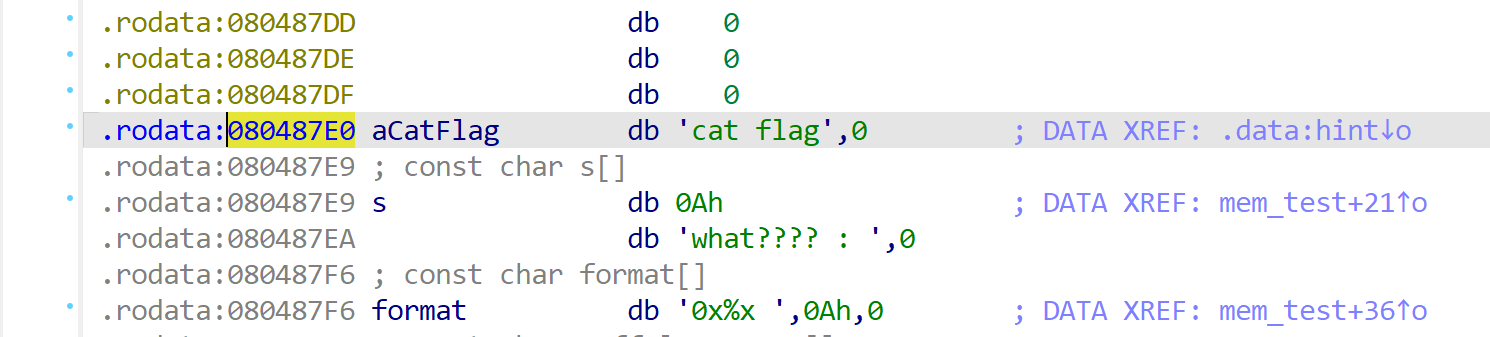 .rodata:080487DD db 0
.rodata:080487DE db 0
.rodata:080487DF db 0
.rodata:080487E0 aCatFlag db 'cat flag',0 ; DATA XREF: .data:hint↓o
.rodata:080487E9 ; const char s[]
.rodata:080487E9 s db 0Ah ; DATA XREF: mem_test+21↑o
.rodata:080487EA db 'what???? : ',0
.rodata:080487F6 ; const char format[]
.rodata:080487F6 format db '0x%x ',0Ah,0 ; DATA XREF: mem_test+36↑o